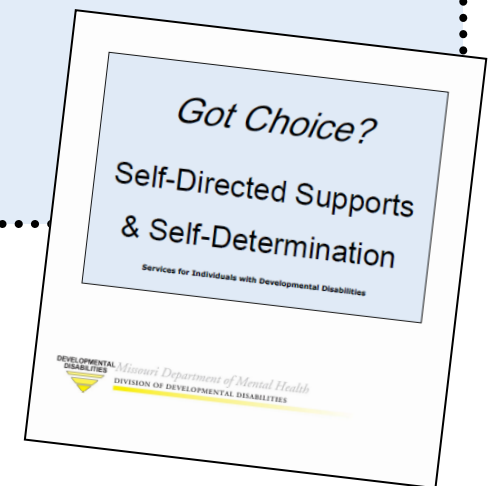 Got Choice?
Self-Directed Supports
& Self-Determination
Services for Individuals with Developmental Disabilities
DEVELOPMENTAL
DISABILITIES
Missouri Department of Mental Health
DIVISION OF DEVELOPMENTAL DISABILITIES